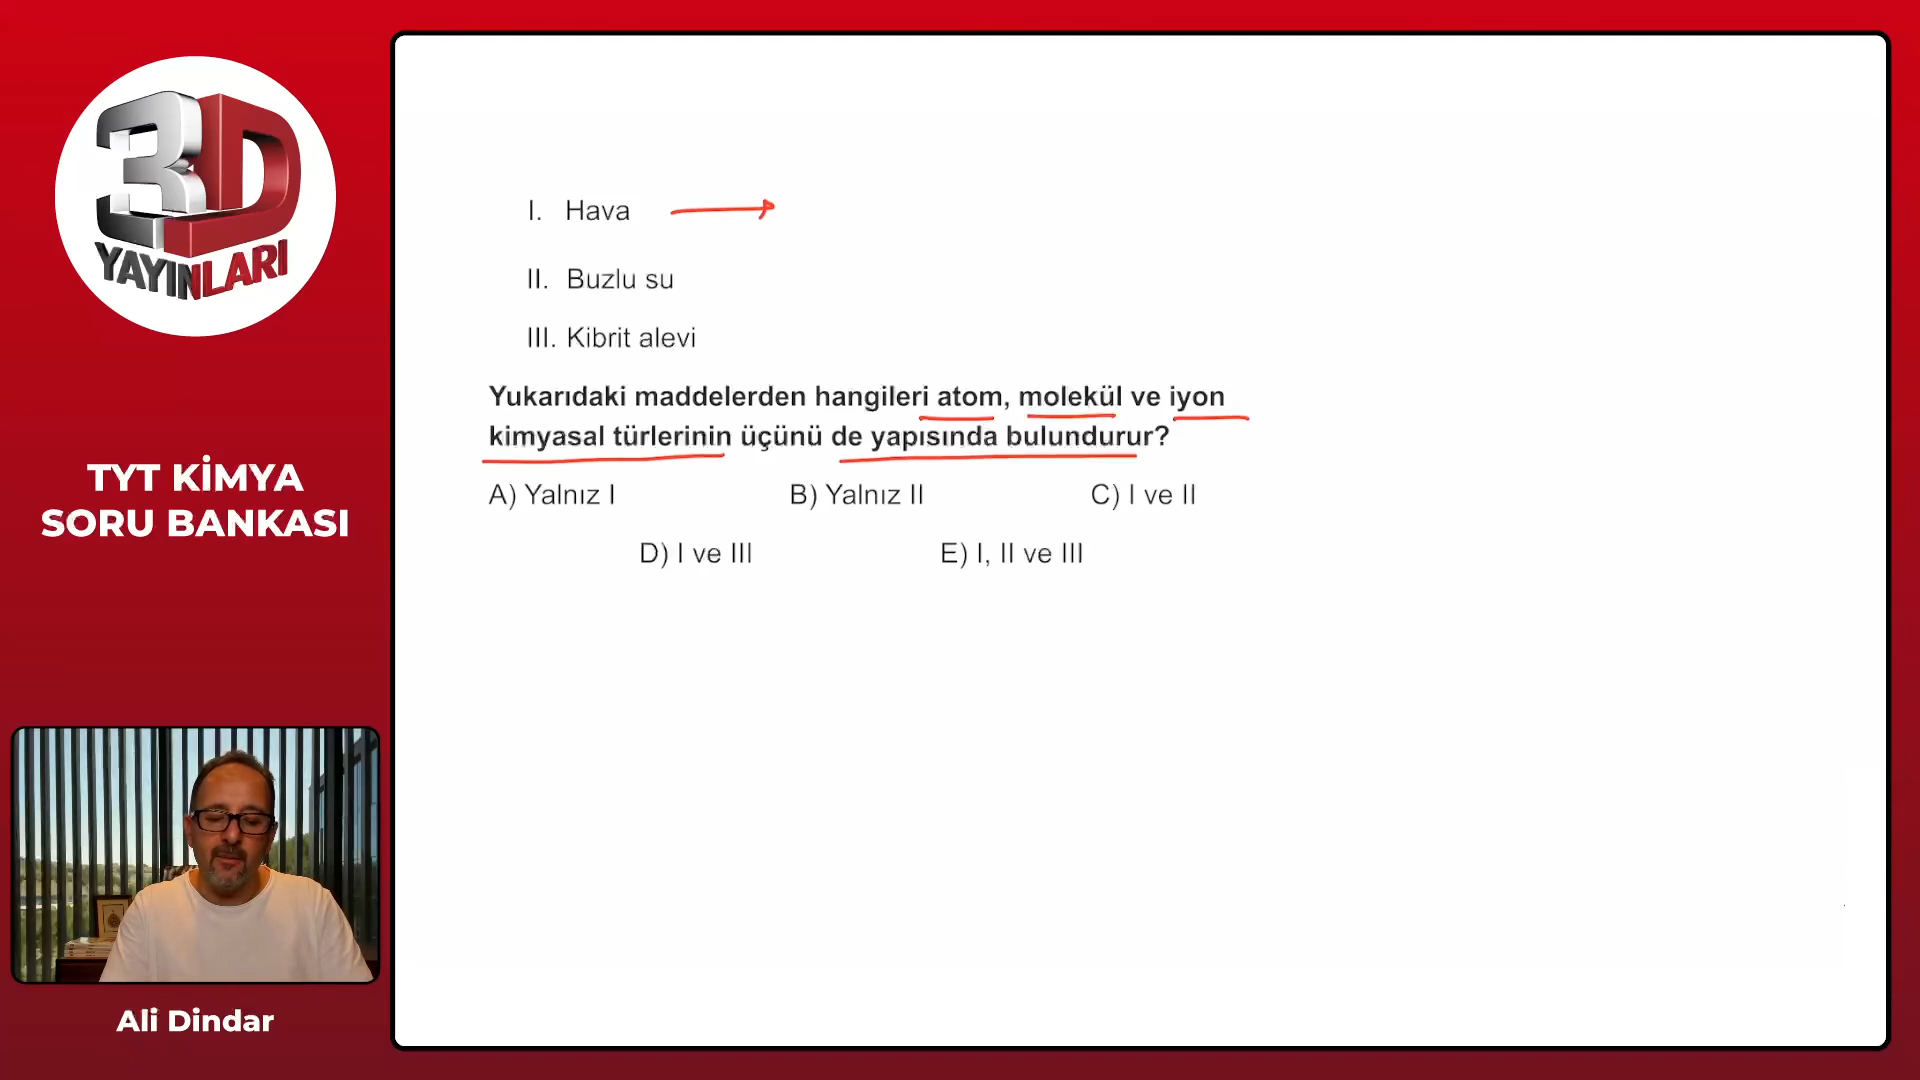 3D
YAYINLARI
TYT KİMYA
SORU BANKASI
Ali Dindar
I. Hava
II. Buzlu su
III. Kibrit alevi
Yukarıdaki maddelerden hangileri atom, molekül ve iyon
kimyasal türlerinin üçünü de yapısında bulundurur?
A) Yalnız I B) Yalnız II C) I ve II
D) I ve III E) I, II ve III